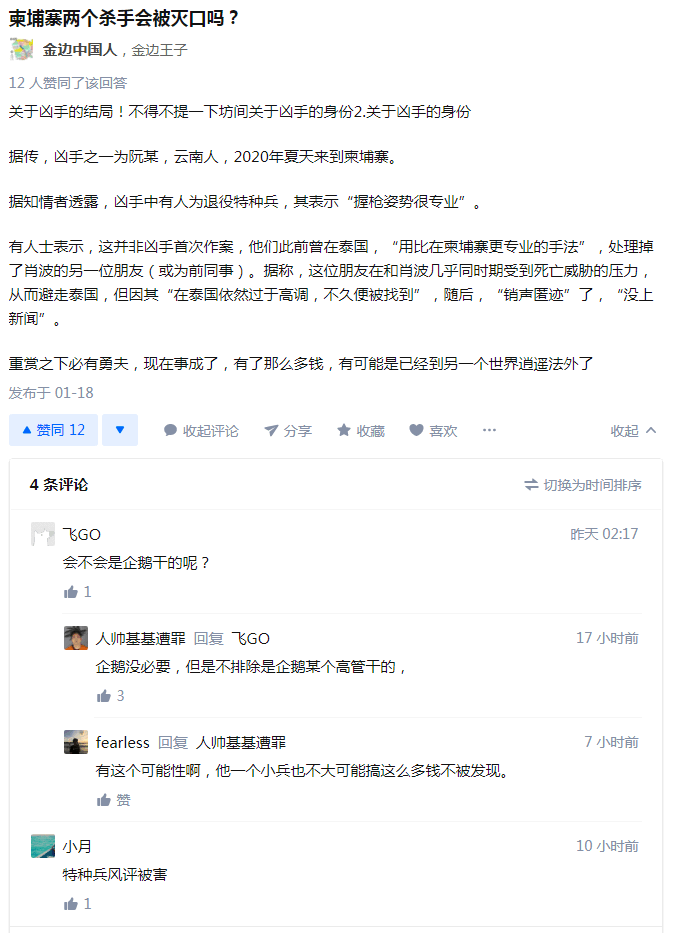 柬埔寨两个杀手会被灭口吗？
金边中国人，金边王子
12 人赞同了该回答
关于凶手的结局！不得不提一下坊间关于凶手的身份2.关于凶手的身份
据传，凶手之一为阮某，云南人，2020年夏天来到柬埔寨。
据知情者透露，凶手中有人为退役特种兵，其表示“握枪姿势很专业”。
有人士表示，这并非凶手首次作案，他们此前曾在泰国，“用比在柬埔寨更专业的手法”，处理掉
了肖波的另一位朋友（或为前同事）。据称，这位朋友在和肖波几乎同时期受到死亡威胁的压力，
从而避走泰国，但因其“在泰国依然过于高调，不久便被找到”，随后，“销声匿迹”了，“没上
新闻”。
重赏之下必有勇夫，现在事成了，有了那么多钱，有可能是已经到另一个世界逍遥法外了
发布于 01-18
赞同 12 收起评论 分享 收藏 喜欢 ··· 收起
4 条评论 切换为时间排序
飞GO 昨天 02:17
会不会是企鹅干的呢？
1
人帅基基遭罪 回复 飞GO 17 小时前
企鹅没必要，但是不排除是企鹅某个高管干的，
3
fearless 回复 人帅基基遭罪 7 小时前
有这个可能性啊，他一个小兵也不大可能搞这么多钱不被发现。
赞
小月 10 小时前
特种兵风评被害
1